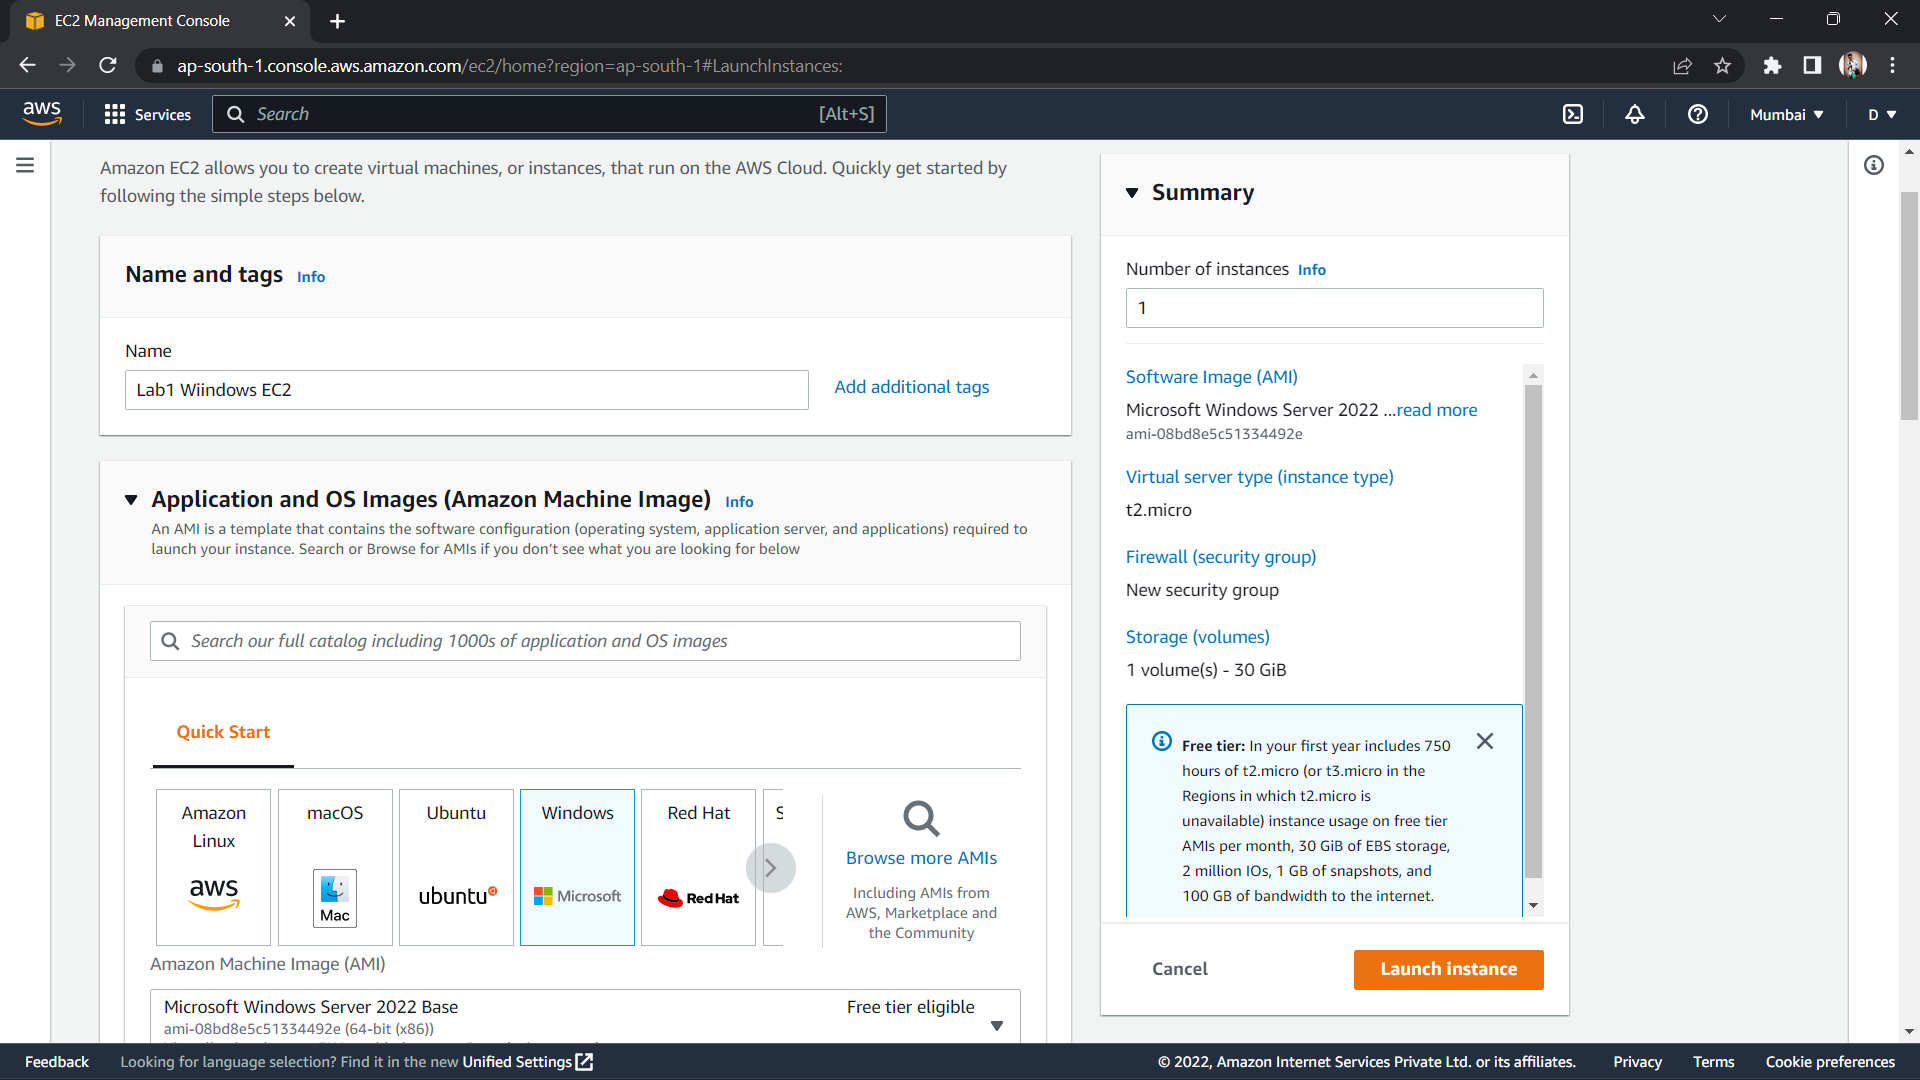 EC2 Management Console
ap-south-1.console.aws.amazon.com/ec2/home?region=ap-south-1#LaunchInstances:
aws
Services
Search
[Alt+S]
Mumbai
D
Amazon EC2 allows you to create virtual machines, or instances, that run on the AWS Cloud. Quickly get started by
following the simple steps below.
Name and tags Info
Name
Lab1 Wiindows EC2
Add additional tags
Application and OS Images (Amazon Machine Image) Info
An AMI is a template that contains the software configuration (operating system, application server, and applications) required to
launch your instance. Search or Browse for AMIs if you don't see what you are looking for below
Search our full catalog including 1000s of application and OS images
Quick Start
Amazon
Linux
aws
macOS
Mac
Ubuntu
ubuntu
Windows
Microsoft
Red Hat
Red Hat
S
Browse more AMIs
Including AMIs from
AWS, Marketplace and
the Community
Amazon Machine Image (AMI)
Microsoft Windows Server 2022 Base
Free tier eligible
ami-08bd8e5c51334492e (64-bit (x86))
Summary
Number of instances Info
1
Software Image (AMI)
Microsoft Windows Server 2022 ...read more
ami-08bd8e5c51334492e
Virtual server type (instance type)
t2.micro
Firewall (security group)
New security group
Storage (volumes)
1 volume(s) - 30 GiB
Free tier: In your first year includes 750
hours of t2.micro (or t3.micro in the
Regions in which t2.micro is
unavailable) instance usage on free tier
AMIs per month, 30 GiB of EBS storage,
2 million IOs, 1 GB of snapshots, and
100 GB of bandwidth to the internet.
Cancel
Launch instance
Feedback
Looking for language selection? Find it in the new Unified Settings
© 2022, Amazon Internet Services Private Ltd. or its affiliates.
Privacy
Terms
Cookie preferences